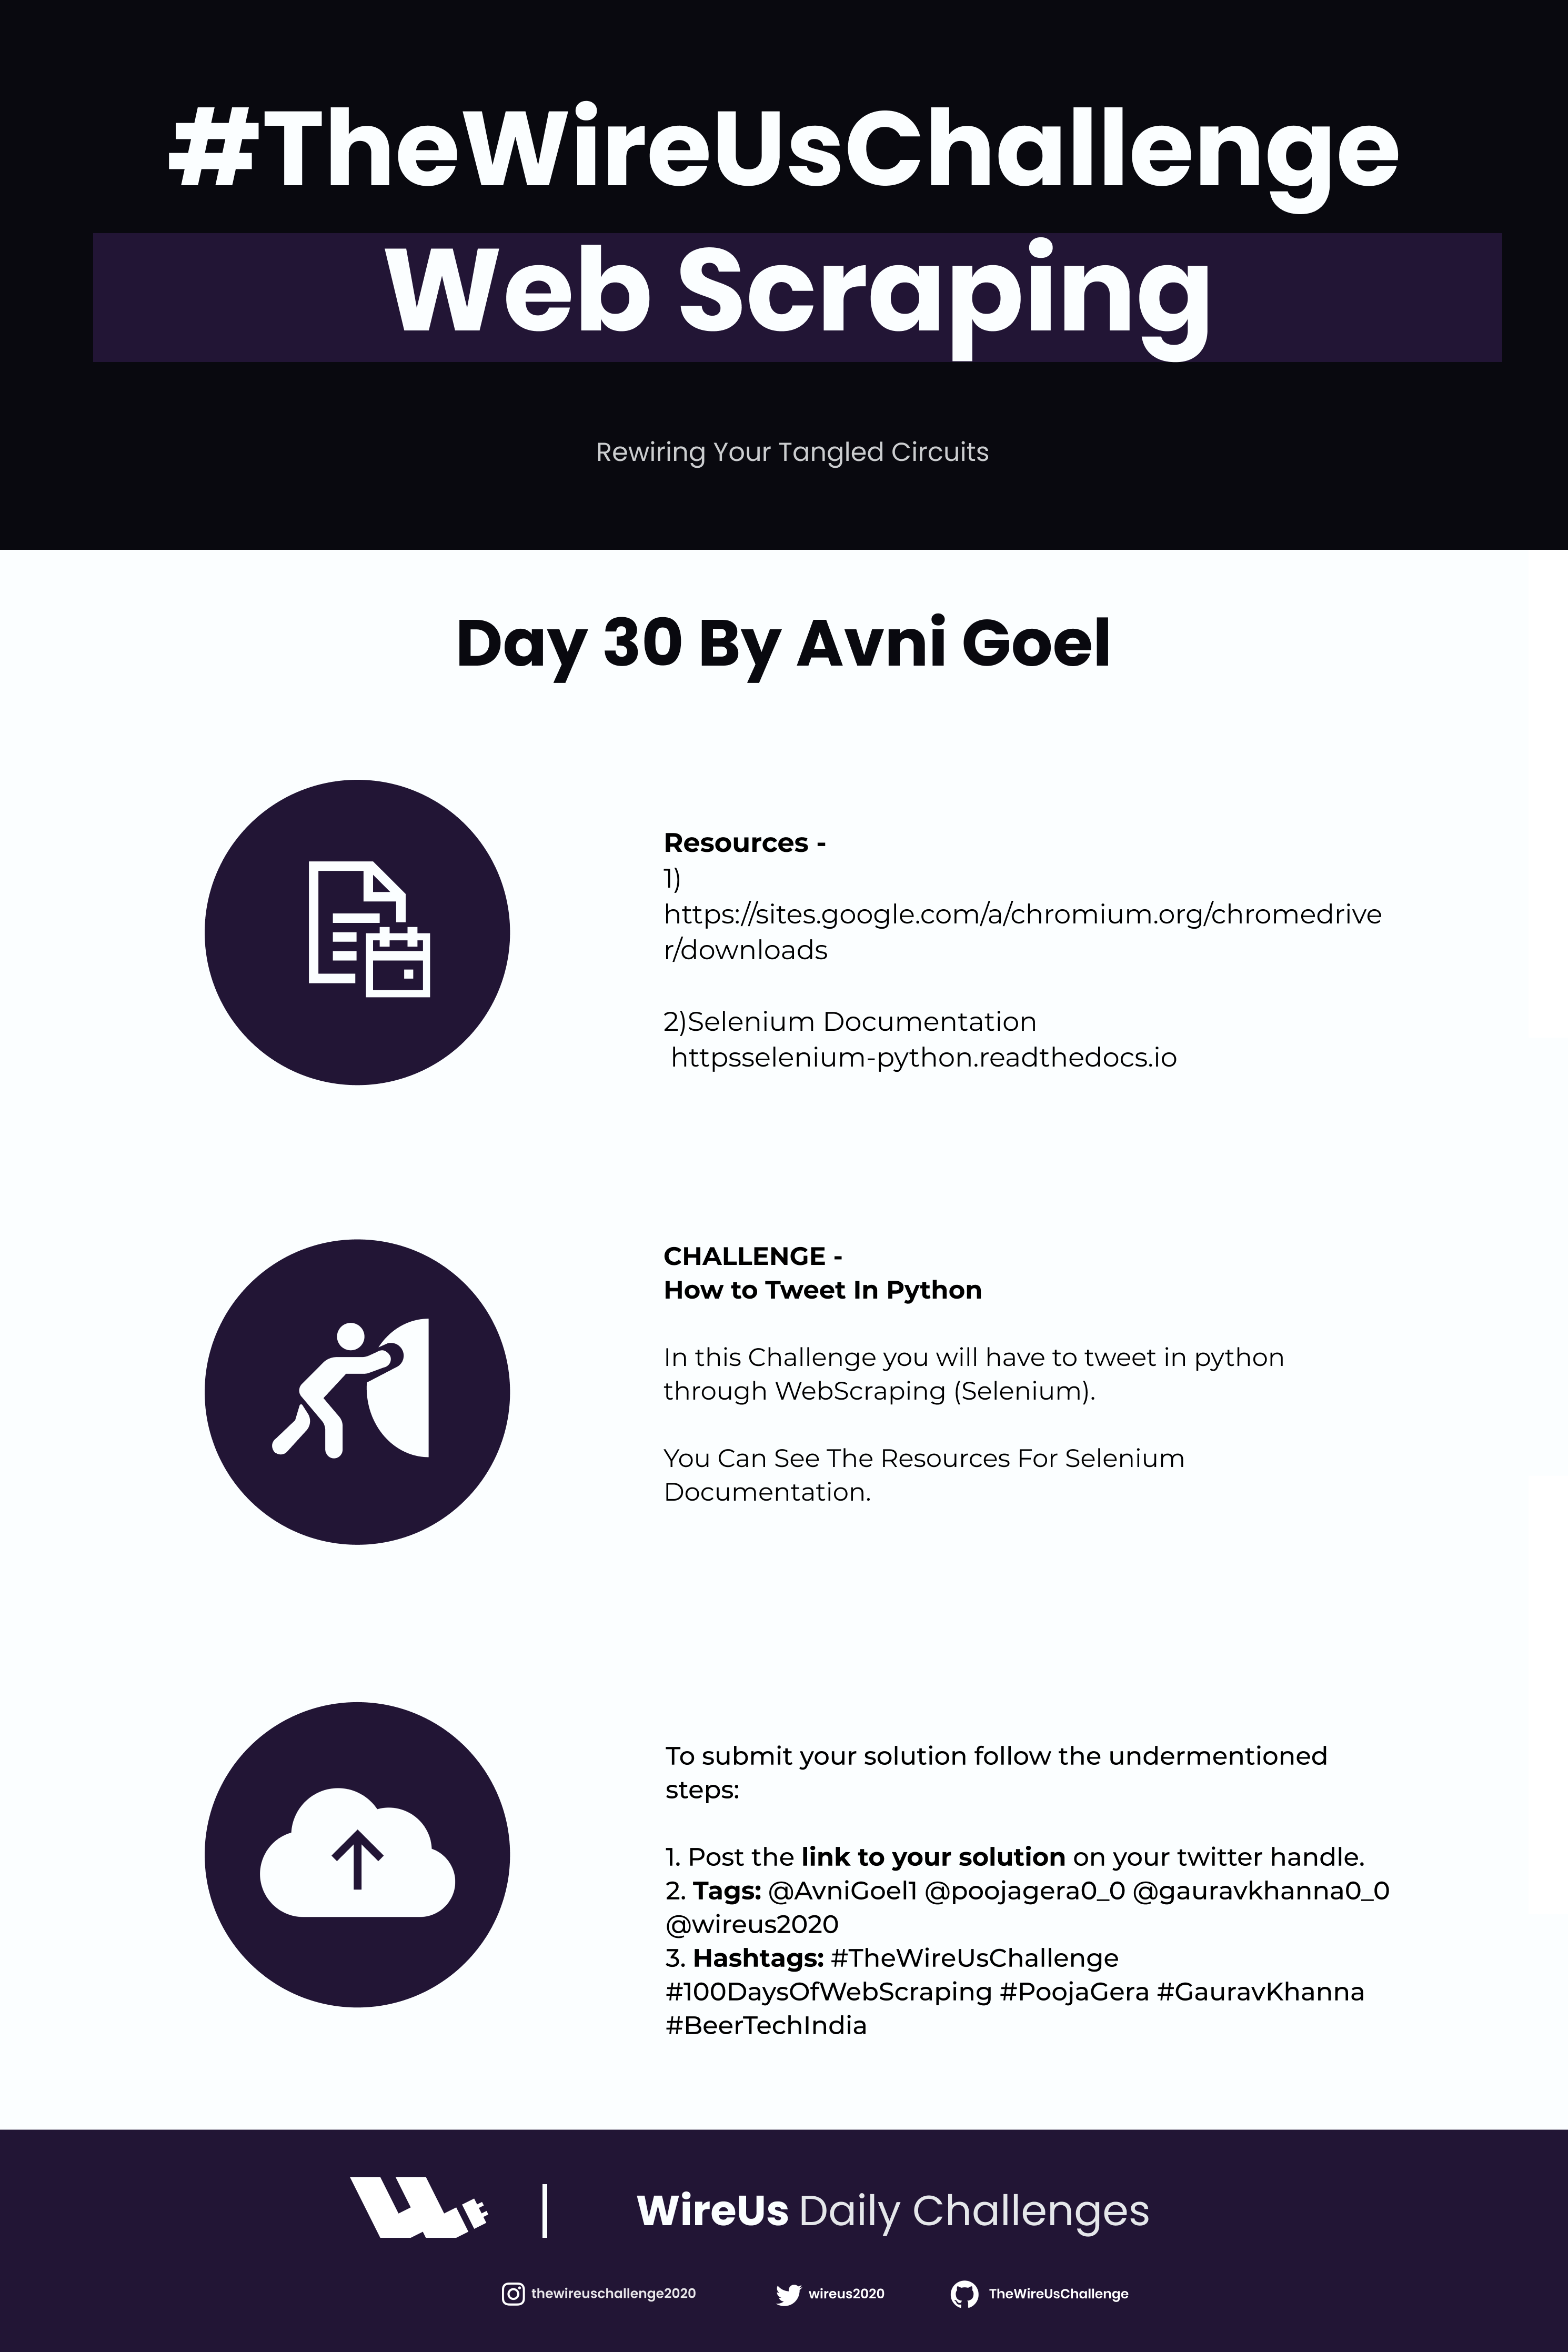 #TheWireUsChallenge
Web Scraping
Rewiring Your Tangled Circuits
Day 30 By Avni Goel
Resources -
1)
https://sites.google.com/a/chromium.org/chromedrive
r/downloads
2)Selenium Documentation
httpsselenium-python.readthedocs.io
CHALLENGE -
How to Tweet In Python
In this Challenge you will have to tweet in python
through WebScraping (Selenium).
You Can See The Resources For Selenium
Documentation.
To submit your solution follow the undermentioned
steps:
1. Post the link to your solution on your twitter handle.
2. Tags: @AvniGoel1 @poojagera0_0 @gauravkhanna0_0
@wireus2020
3. Hashtags: #TheWireUsChallenge
#100DaysOfWebScraping #PoojaGera #GauravKhanna
#BeerTechIndia
WireUs Daily Challenges
thewireuschallenge2020 wireus2020 TheWireUsChallenge